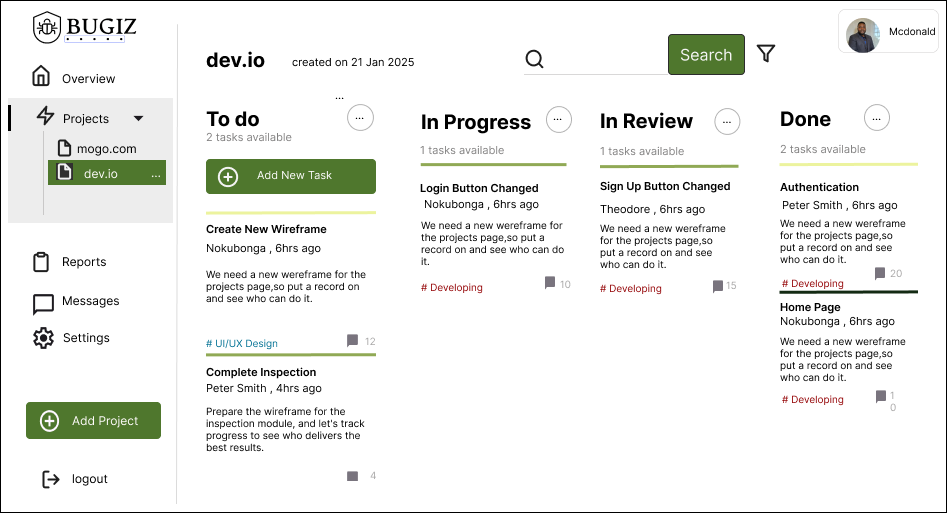 BUGIZ
Overview
Projects
mogo.com
dev.io ...
Reports
Messages
Settings
Add Project
logout
dev.io
created on 21 Jan 2025
Search
Mcdonald
...
To do
...
2 tasks available
Add New Task
Create New Wireframe
Nokubonga , 6hrs ago
We need a new wereframe for the
projects page,so put a record on
and see who can do it.
# UI/UX Design
12
Complete Inspection
Peter Smith , 4hrs ago
Prepare the wireframe for the
inspection module, and let's track
progress to see who delivers the
best results.
4
In Progress
...
1 tasks available
Login Button Changed
Nokubonga , 6hrs ago
We need a new wereframe for
the projects page,so put a
record on and see who can do
it.
# Developing
10
In Review
...
1 tasks available
Sign Up Button Changed
Theodore , 6hrs ago
We need a new wereframe
for the projects page,so
put a record on and see
who can do it.
# Developing
15
Done
...
2 tasks available
Authentication
Peter Smith , 6hrs ago
We need a new wereframe
for the projects page,so
put a record on and see
who can do it.
20
# Developing
Home Page
Nokubonga , 6hrs ago
We need a new wereframe
for the projects page,so
put a record on and see
who can do it.
# Developing
1
0